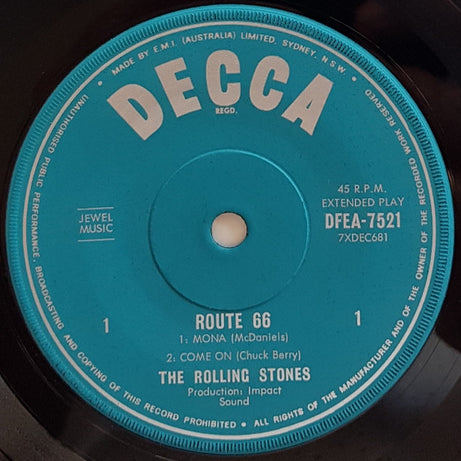 • MADE BY E.M.I. (AUSTRALIA) LIMITED, SYDNEY, N.S.W. •
DECCA
REGD.
45 R.P.M.
EXTENDED PLAY
DFEA-7521
7XDEC681
JEWEL
MUSIC
1
1
ROUTE 66
1: MONA (McDaniels)
2: COME ON (Chuck Berry)
THE ROLLING STONES
Production: Impact
Sound
UNAUTHORISED PUBLIC PERFORMANCE, BROADCASTING AND COPYING OF THIS RECORD PROHIBITED • ALL RIGHTS OF THE MANUFACTURER AND OF THE OWNER OF THE RECORDED WORK RESERVED